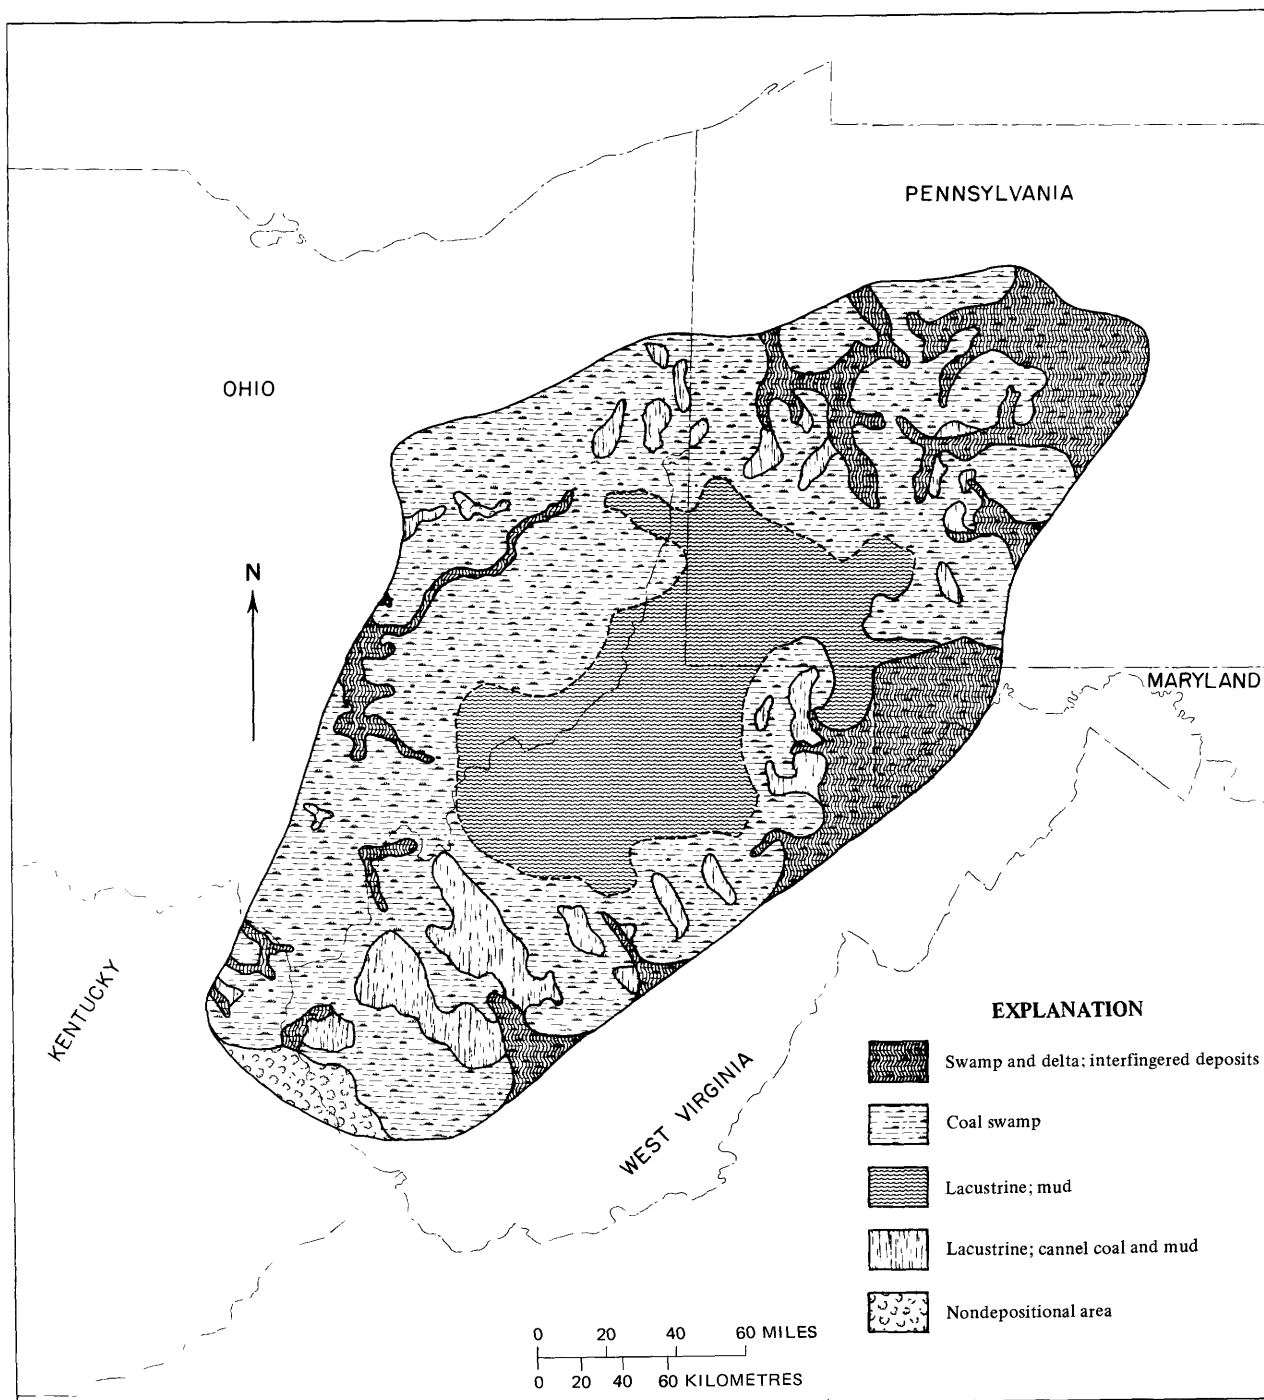 PENNSYLVANIA
OHIO
N
MARYLAND
KENTUCKY
WEST VIRGINIA
EXPLANATION
Swamp and delta; interfingered deposits
Coal swamp
Lacustrine; mud
Lacustrine; cannel coal and mud
Nondepositional area
0 20 40 60 MILES
0 20 40 60 KILOMETRES